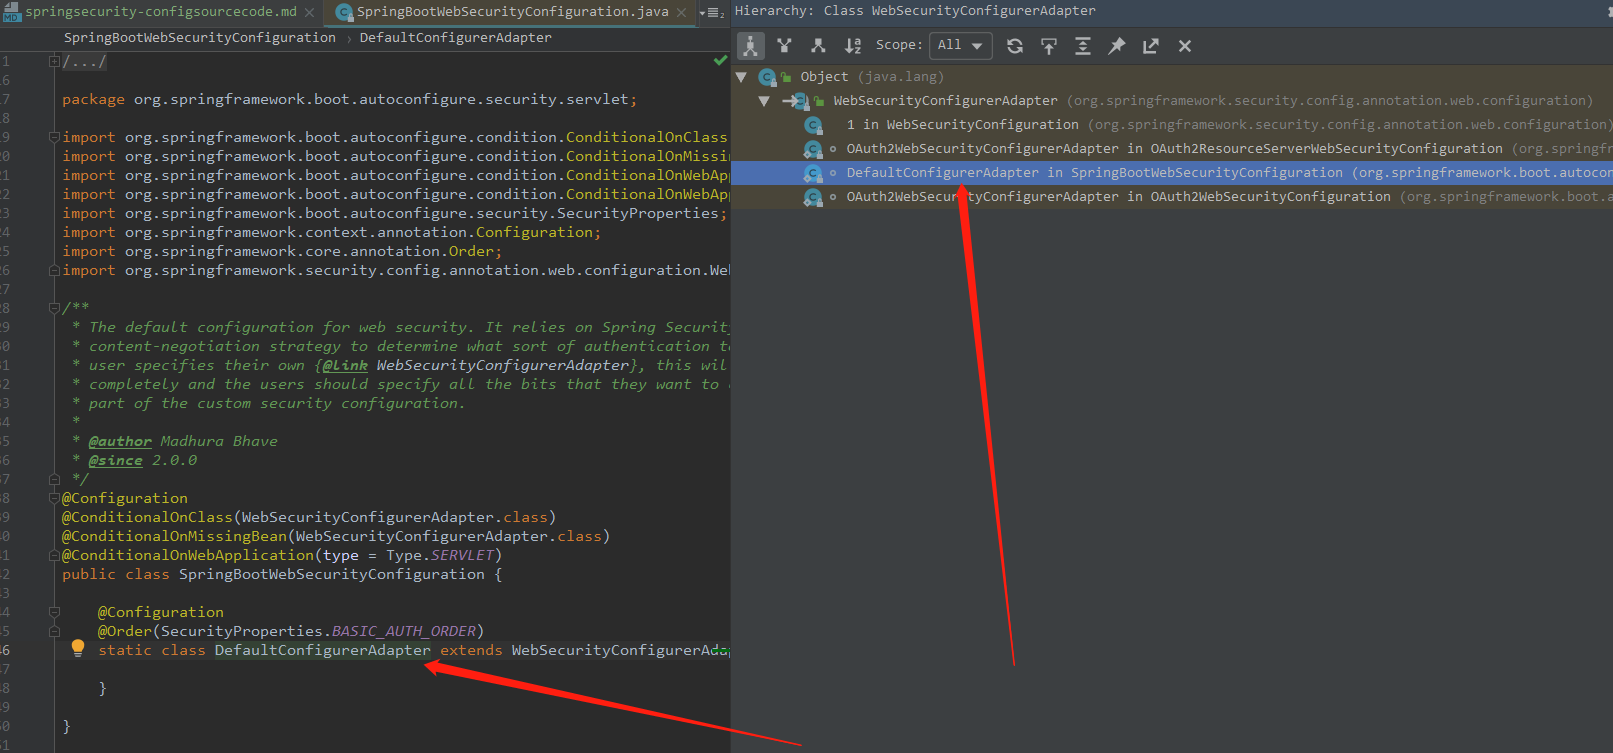 springsecurity-configsourcecode.md
SpringBootWebSecurityConfiguration.java
SpringBootWebSecurityConfiguration › DefaultConfigurerAdapter
/.../
package org.springframework.boot.autoconfigure.security.servlet;
import org.springframework.boot.autoconfigure.condition.ConditionalOnClass
import org.springframework.boot.autoconfigure.condition.ConditionalOnMissin
import org.springframework.boot.autoconfigure.condition.ConditionalOnWebApp
import org.springframework.boot.autoconfigure.condition.ConditionalOnWebApp
import org.springframework.boot.autoconfigure.security.SecurityProperties;
import org.springframework.context.annotation.Configuration;
import org.springframework.core.annotation.Order;
import org.springframework.security.config.annotation.web.configuration.Web
/**
* The default configuration for web security. It relies on Spring Security
* content-negotiation strategy to determine what sort of authentication to
* user specifies their own {@link WebSecurityConfigurerAdapter}, this wil
* completely and the users should specify all the bits that they want to
* part of the custom security configuration.
*
* @author Madhura Bhave
* @since 2.0.0
*/
@Configuration
@ConditionalOnClass(WebSecurityConfigurerAdapter.class)
@ConditionalOnMissingBean(WebSecurityConfigurerAdapter.class)
@ConditionalOnWebApplication(type = Type.SERVLET)
public class SpringBootWebSecurityConfiguration {
@Configuration
@Order(SecurityProperties.BASIC_AUTH_ORDER)
static class DefaultConfigurerAdapter extends WebSecurityConfigurerAdap
}
}
Hierarchy: Class WebSecurityConfigurerAdapter
Scope: All
Object (java.lang)
WebSecurityConfigurerAdapter (org.springframework.security.config.annotation.web.configuration)
1 in WebSecurityConfiguration (org.springframework.security.config.annotation.web.configuration)
OAuth2WebSecurityConfigurerAdapter in OAuth2ResourceServerWebSecurityConfiguration (org.springfr
DefaultConfigurerAdapter in SpringBootWebSecurityConfiguration (org.springframework.boot.autocon
OAuth2WebSecurityConfigurerAdapter in OAuth2WebSecurityConfiguration (org.springframework.boot.a